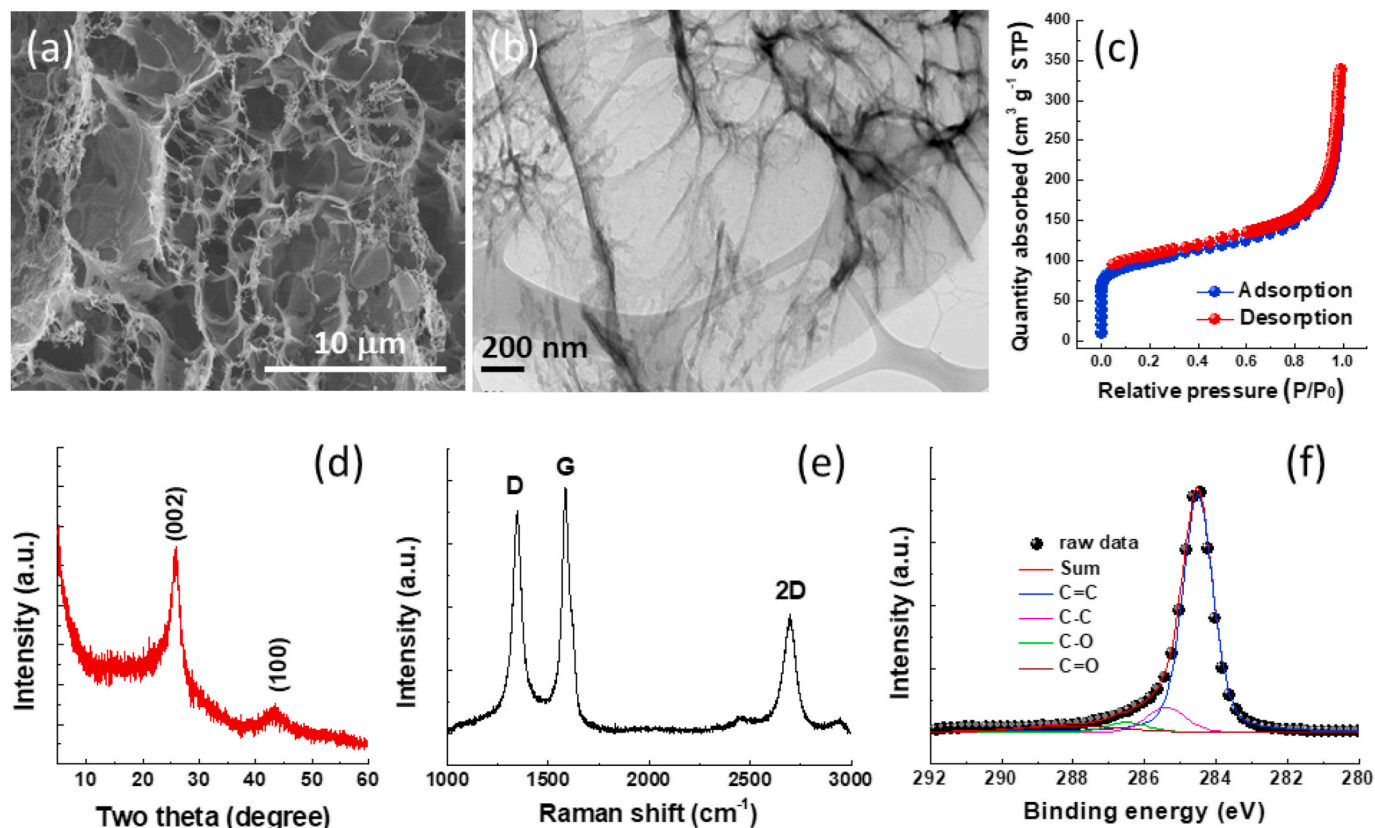 (a)
10 μm
(b)
200 nm
(c)
Quantity absorbed (cm³ g⁻¹ STP)
400
350
300
250
200
150
100
50
0
Adsorption
Desorption
0.0 0.2 0.4 0.6 0.8 1.0
Relative pressure (P/P₀)
(d)
Intensity (a.u.)
(002)
(100)
10 20 30 40 50 60
Two theta (degree)
(e)
Intensity (a.u.)
D
G
2D
1000 1500 2000 2500 3000
Raman shift (cm⁻¹)
(f)
Intensity (a.u.)
raw data
Sum
C=C
C-C
C-O
C=O
292 290 288 286 284 282 280
Binding energy (eV)